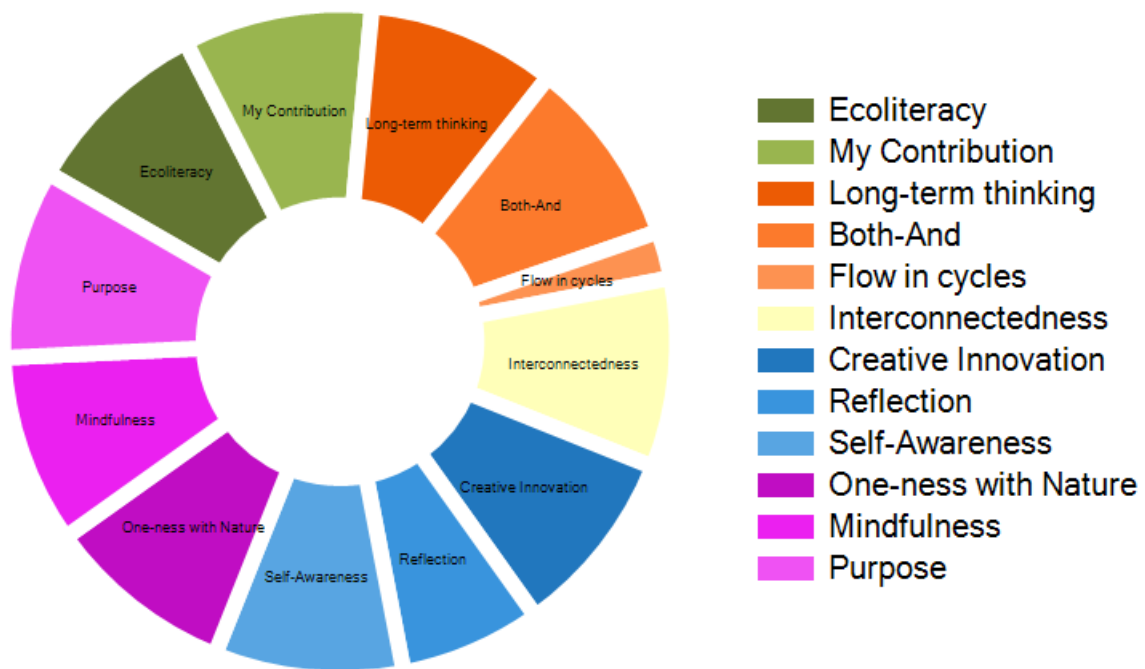 My Contribution
Long-term thinking
Ecoliteracy
Both-And
Flow in cycles
Purpose
Interconnectedness
Mindfulness
Creative Innovation
One-ness with Nature
Reflection
Self-Awareness
Ecoliteracy
My Contribution
Long-term thinking
Both-And
Flow in cycles
Interconnectedness
Creative Innovation
Reflection
Self-Awareness
One-ness with Nature
Mindfulness
Purpose